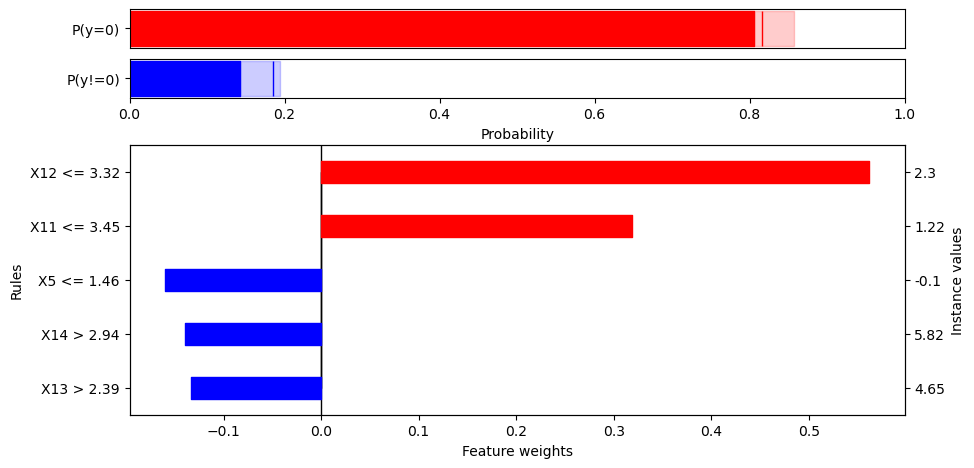 P(y=0)
P(y!=0)
0.0 0.2 0.4 0.6 0.8 1.0
Probability
X12 <= 3.32 2.3
X11 <= 3.45 1.22
X5 <= 1.46 -0.1
X14 > 2.94 5.82
X13 > 2.39 4.65
Rules
Instance values
−0.1 0.0 0.1 0.2 0.3 0.4 0.5
Feature weights